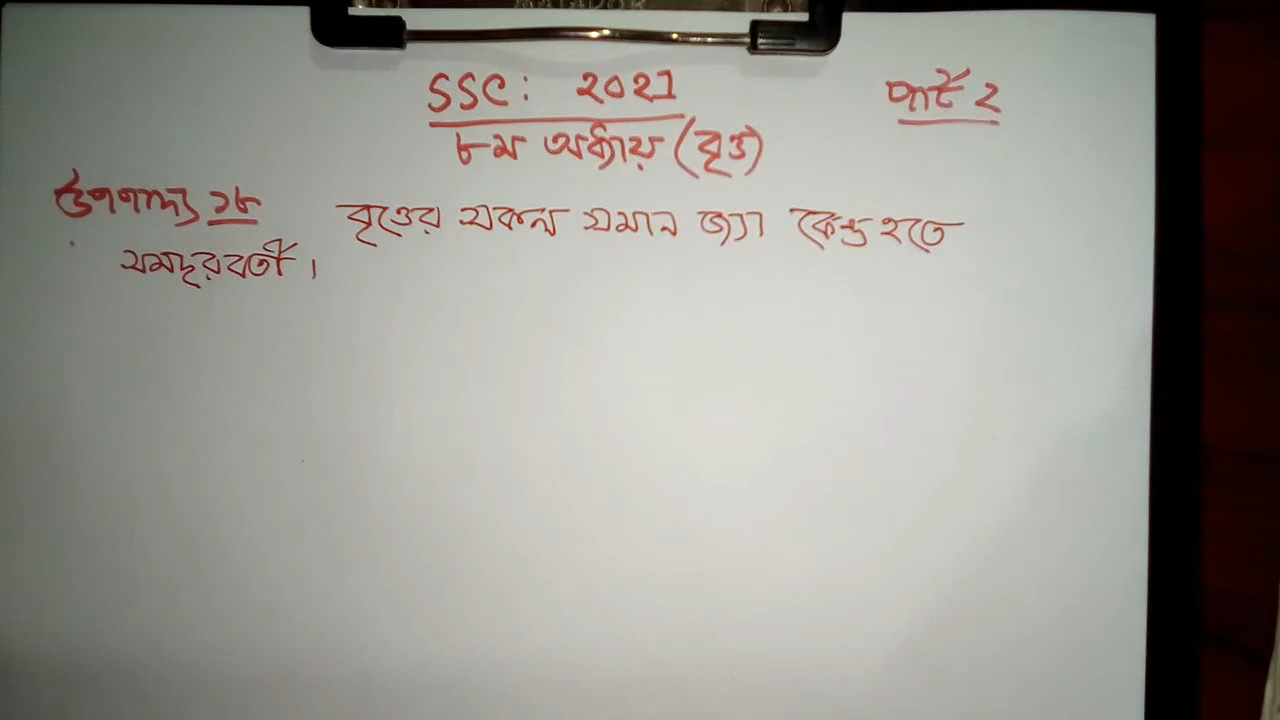 SSC: ২০২১
পার্ট ২
৮ম অধ্যায় (বৃত্ত)
উপপাদ্য ১৮ বৃত্তের সকল সমান জ্যা কেন্দ্র হতে
সমদূরবর্তী।